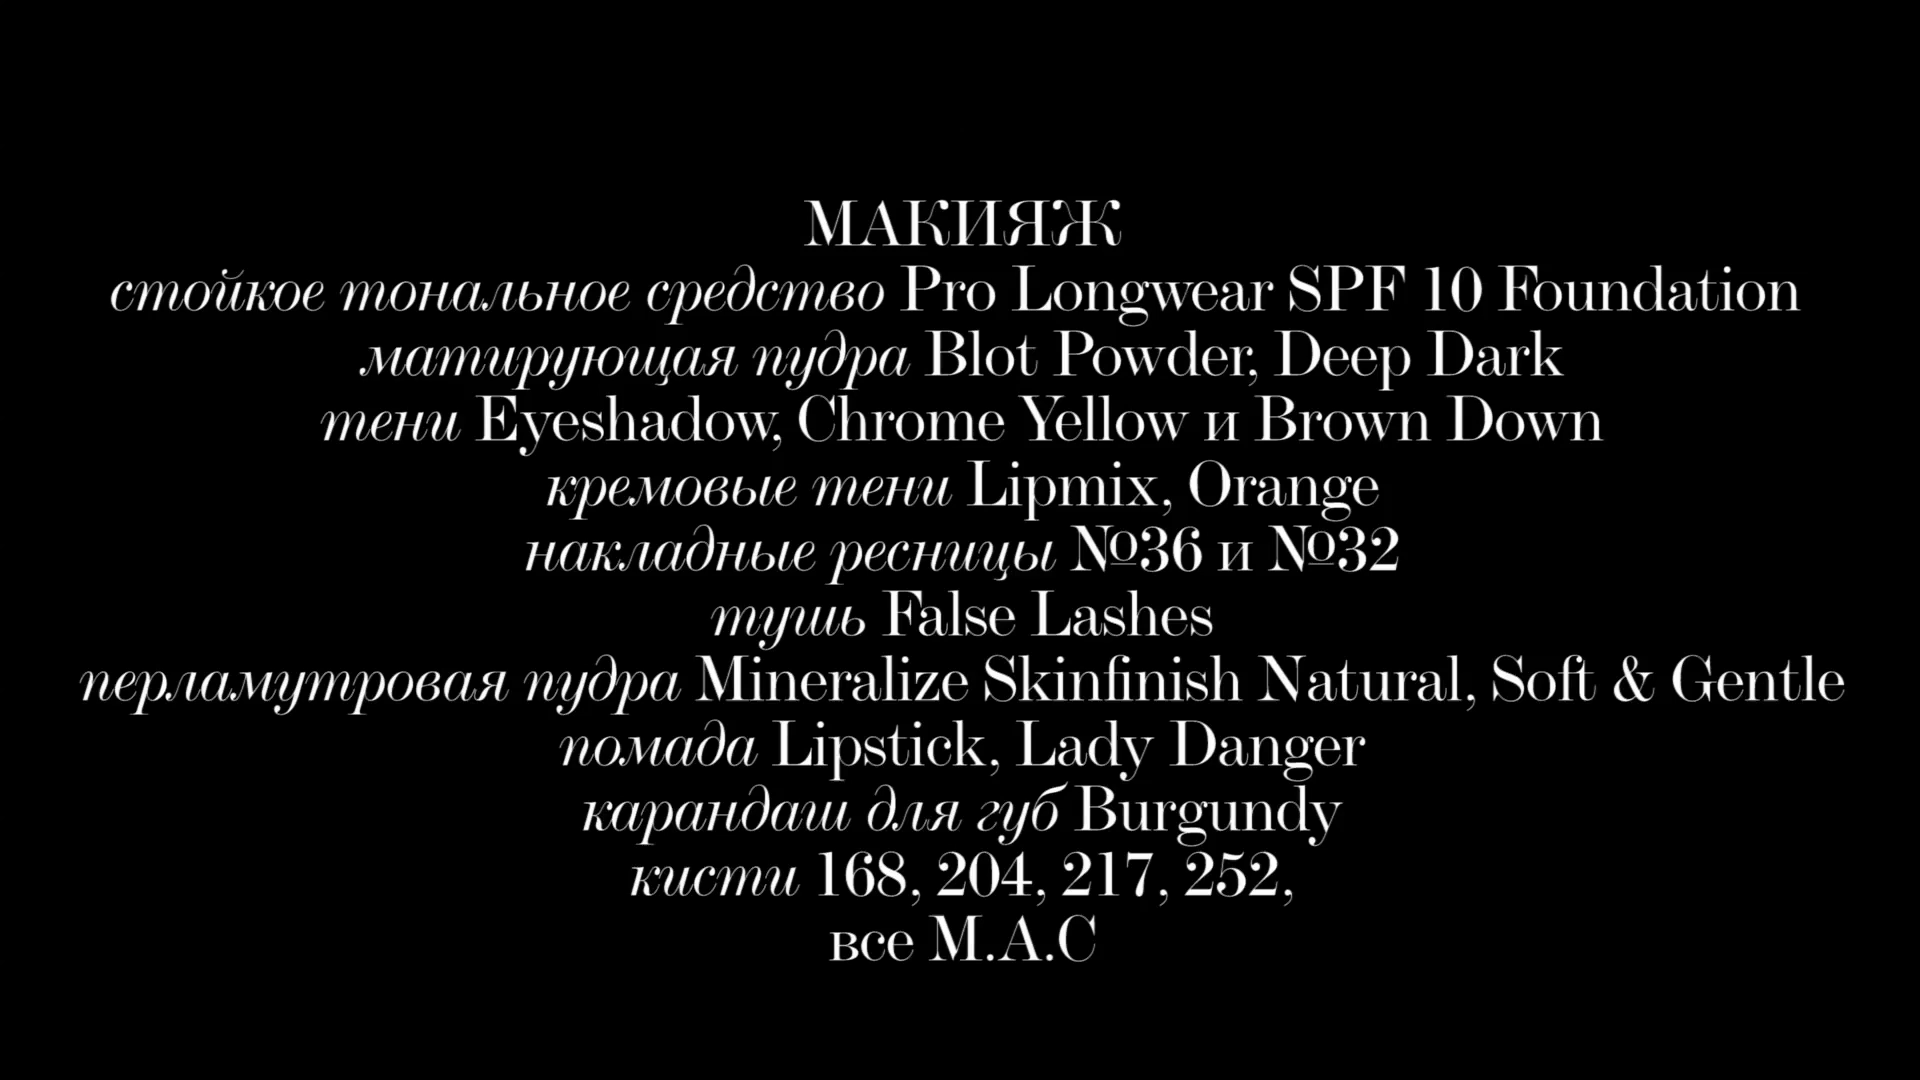 МАКИЯЖ
стойкое тональное средство Pro Longwear SPF 10 Foundation
матирующая пудра Blot Powder, Deep Dark
тени Eyeshadow, Chrome Yellow и Brown Down
кремовые тени Lipmix, Orange
накладные ресницы №36 и №32
тушь False Lashes
перламутровая пудра Mineralize Skinfinish Natural, Soft & Gentle
помада Lipstick, Lady Danger
карандаш для губ Burgundy
кисти 168, 204, 217, 252,
все M.A.C